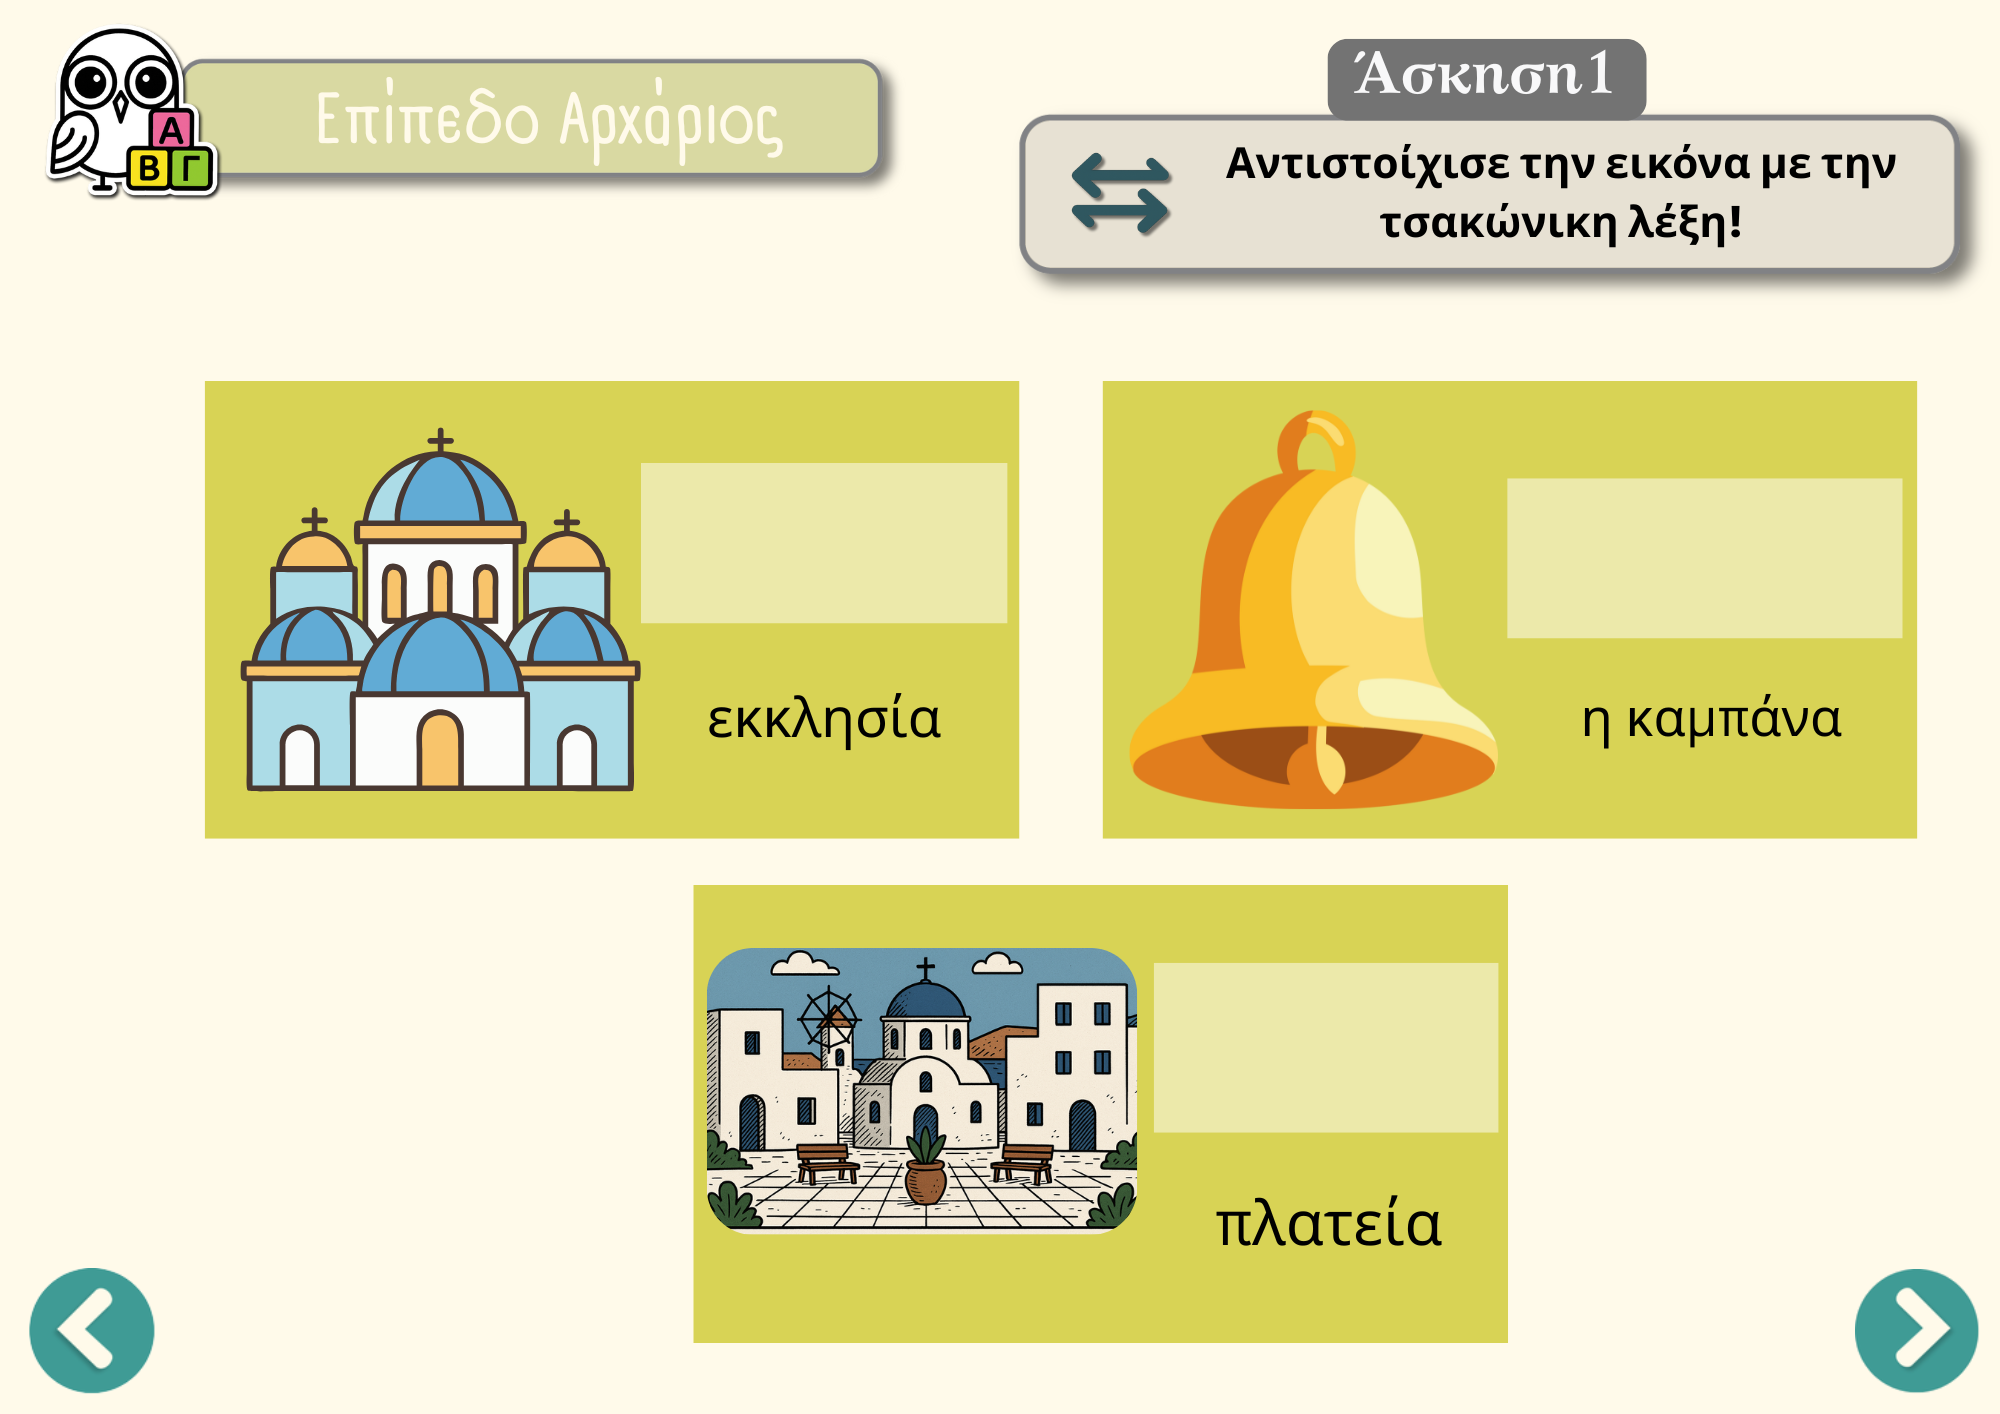 Α
Β Γ
Επίπεδο Αρχάριος
Άσκηση 1
Αντιστοίχισε την εικόνα με την
τσακώνικη λέξη!
εκκλησία
η καμπάνα
πλατεία